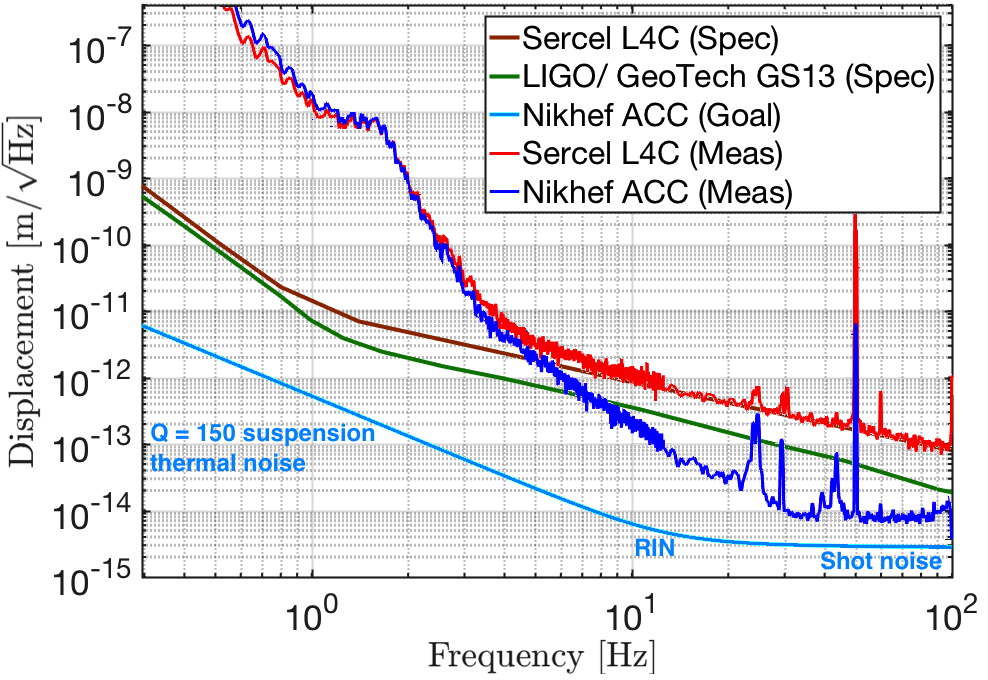 10^-7
10^-8
10^-9
10^-10
10^-11
10^-12
10^-13
10^-14
10^-15
Displacement [m/√Hz]
Sercel L4C (Spec)
LIGO/ GeoTech GS13 (Spec)
Nikhef ACC (Goal)
Sercel L4C (Meas)
Nikhef ACC (Meas)
Q = 150 suspension
thermal noise
RIN
Shot noise
10^0 10^1 10^2
Frequency [Hz]